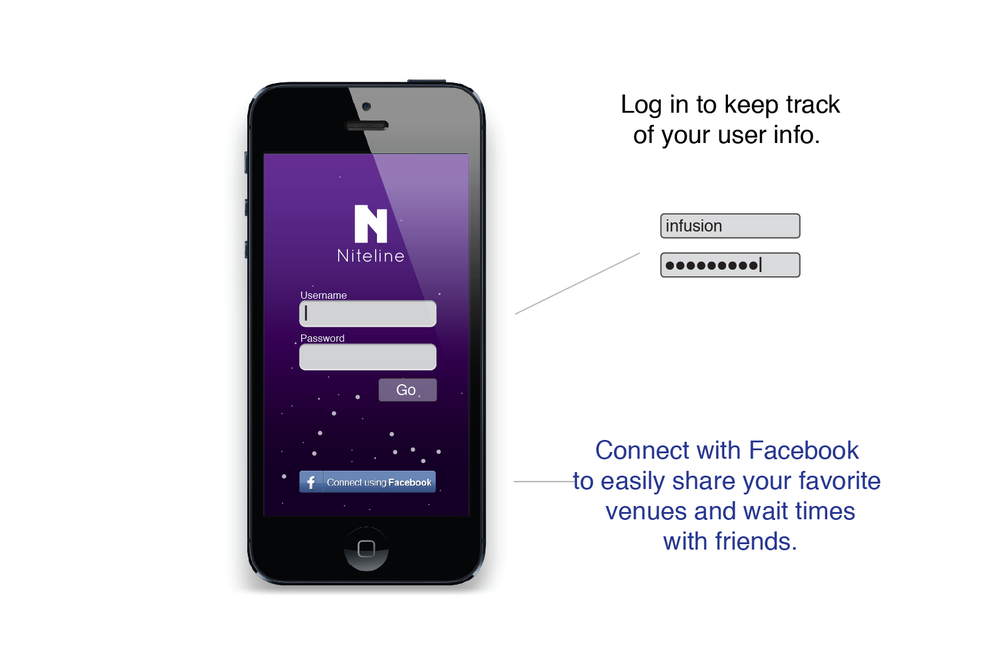 N
Niteline
Username
Password
Go
f Connect using Facebook
Log in to keep track
of your user info.
infusion
●●●●●●●●●
Connect with Facebook
to easily share your favorite
venues and wait times
with friends.